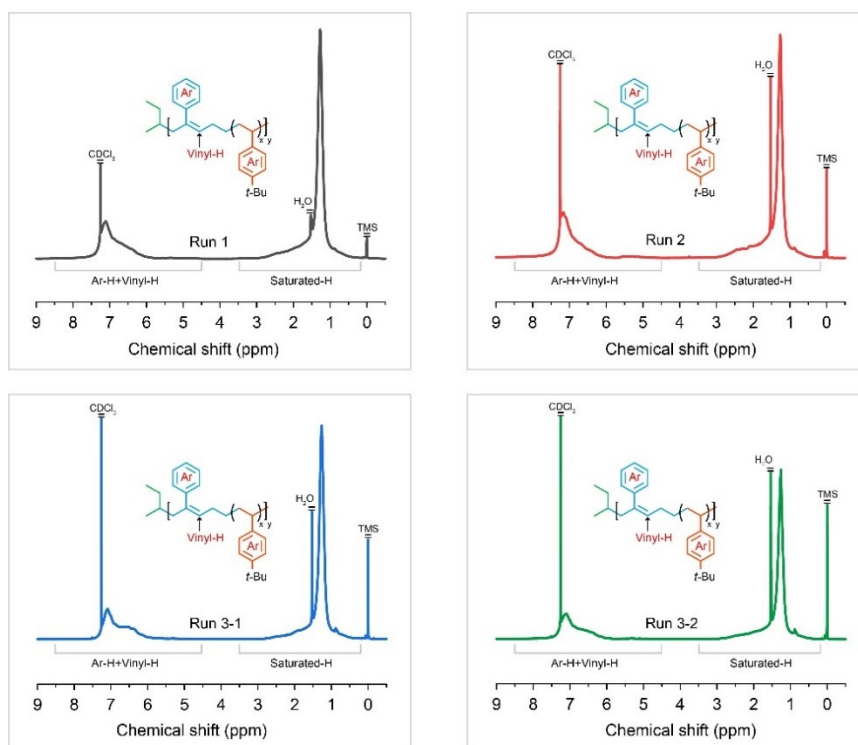 CDCl₃
Ar
H₂O
Vinyl-H
x y
Ar
TMS
t-Bu
Run 1
Ar-H+Vinyl-H
Saturated-H
9 8 7 6 5 4 3 2 1 0
Chemical shift (ppm)
CDCl₃
H₂O
Ar
Vinyl-H
x y
Ar
TMS
t-Bu
Run 2
Ar-H+Vinyl-H
Saturated-H
9 8 7 6 5 4 3 2 1 0
Chemical shift (ppm)
CDCl₃
Ar
H₂O
Vinyl-H
x y
Ar
TMS
t-Bu
Run 3-1
Ar-H+Vinyl-H
Saturated-H
9 8 7 6 5 4 3 2 1 0
Chemical shift (ppm)
CDCl₃
H₂O
Ar
TMS
Vinyl-H
x y
Ar
t-Bu
Run 3-2
Ar-H+Vinyl-H
Saturated-H
9 8 7 6 5 4 3 2 1 0
Chemical shift (ppm)